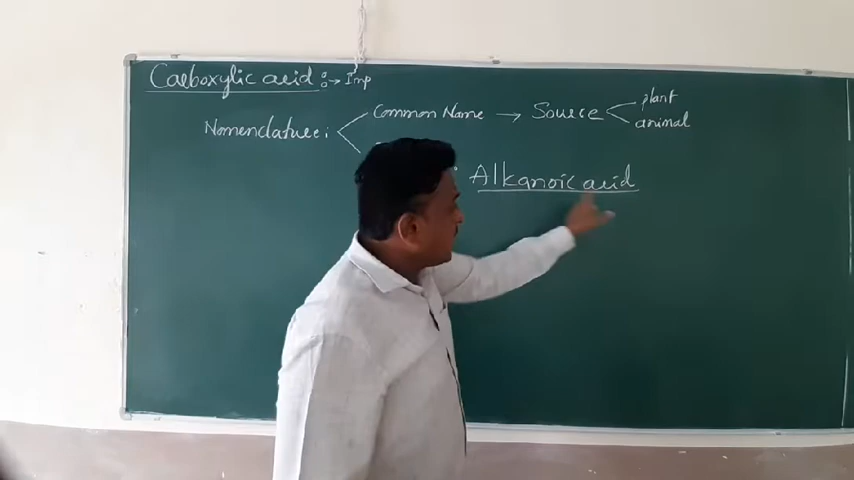 Carboxylic acid :→ Imp
Common Name → Source plant
Nomenclature : animal
Alkanoic acid